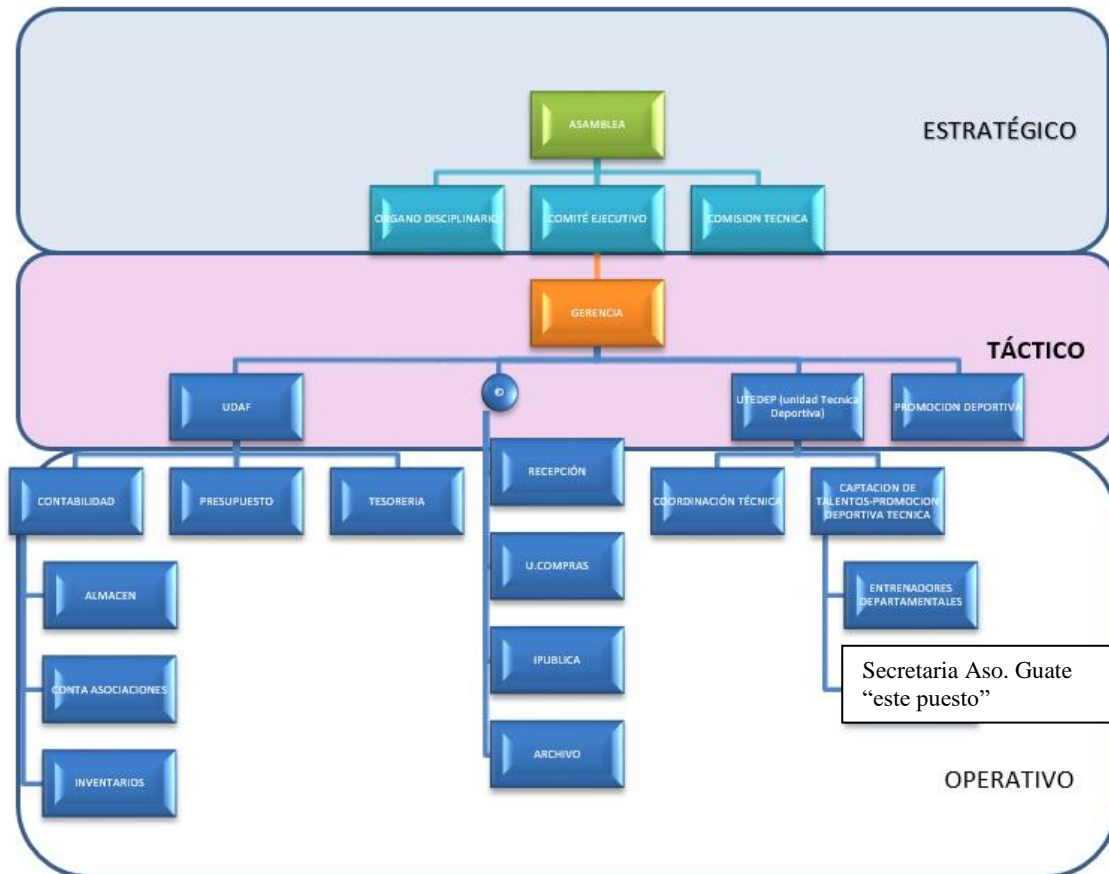 ASAMBLEA
ESTRATÉGICO
ORGANO DISCIPLINARIO
COMITÉ EJECUTIVO
COMISION TECNICA
GERENCIA
TÁCTICO
UDAF
©
UTEDEP (unidad Tecnica
Deportiva)
PROMOCION DEPORTIVA
CONTABILIDAD
PRESUPUESTO
TESORERIA
RECEPCIÓN
COORDINACIÓN TÉCNICA
CAPTACION DE
TALENTOS-PROMOCION
DEPORTIVA TECNICA
ALMACEN
U.COMPRAS
ENTRENADORES
DEPARTAMENTALES
CONTA ASOCIACIONES
IPUBLICA
Secretaria Aso. Guate
“este puesto”
INVENTARIOS
ARCHIVO
OPERATIVO